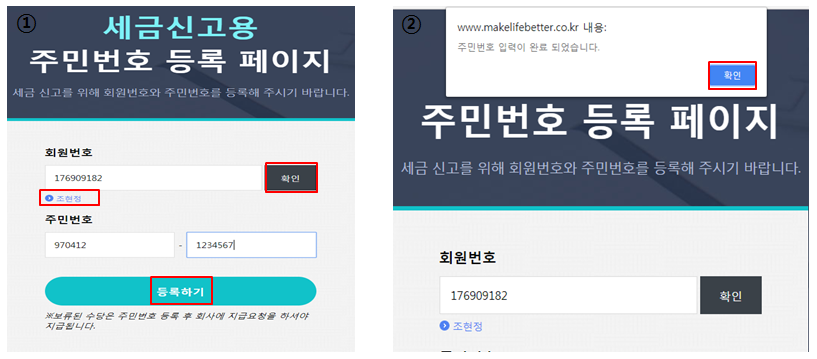 ①
세금신고용
주민번호 등록 페이지
세금 신고를 위해 회원번호와 주민번호를 등록해 주시기 바랍니다.
회원번호
176909182 확인
조현정
주민번호
970412 - 1234567
등록하기
※보류된 수당은 주민번호 등록 후 회사에 지급요청을 하셔야
지급됩니다.
②
www.makelifebetter.co.kr 내용:
주민번호 입력이 완료 되었습니다.
확인
주민번호 등록 페이지
세금 신고를 위해 회원번호와 주민번호를 등록해 주시기 바랍니다.
회원번호
176909182 확인
조현정